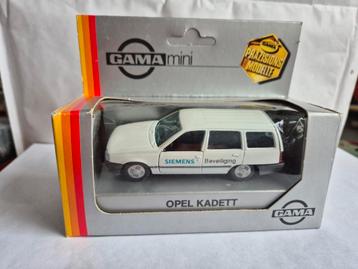 GAMA mini
PRÄZISIONS
MODELLE
SIEMENS Beveiliging
OPEL KADETT
GAMA